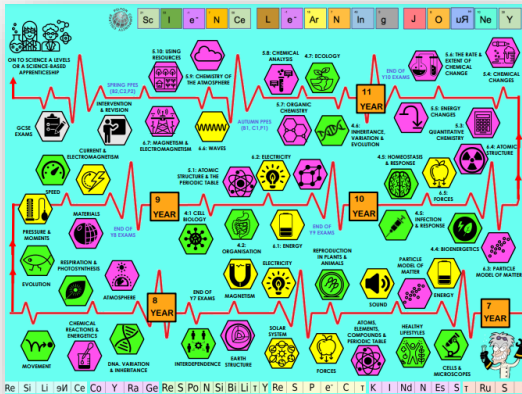 Sc I e⁻ N Ce L e⁻ Ar N In g J O uЯ Ne Y
ON TO SCIENCE A LEVELS
OR A SCIENCE-BASED
APPRENTICESHIP
5.10: USING
RESOURCES
5.9: CHEMISTRY OF
THE ATMOSPHERE
5.8: CHEMICAL
ANALYSIS
4.7: ECOLOGY
END OF
Y10 EXAMS
5.6: THE RATE &
EXTENT OF
CHEMICAL
CHANGE
5.4: CHEMICAL
CHANGES
SPRING PPES
(B2,C2,P2)
INTERVENTION
& REVISION
GCSE
EXAMS
6.7: MAGNETISM &
ELECTROMAGNETISM
6.6: WAVES
AUTUMN PPES
(B1, C1,P1)
5.7: ORGANIC
CHEMISTRY
11
YEAR
4.6:
INHERITANCE,
VARIATION &
EVOLUTION
5.5: ENERGY
CHANGES
5.3:
QUANTITATIVE
CHEMISTRY
6.4: ATOMIC
STRUCTURE
CURRENT &
ELECTROMAGNETISM
SPEED
5.1: ATOMIC
STRUCTURE & THE
PERIODIC TABLE
6.2: ELECTRICITY
4.5: HOMEOSTASIS
& RESPONSE
6.5:
FORCES
PRESSURE &
MOMENTS
MATERIALS
END OF
Y8 EXAMS
9
YEAR
4.1 CELL
BIOLOGY
4.2:
ORGANISATION
6.1: ENERGY
END OF
Y9 EXAMS
10
YEAR
4.3:
INFECTION
& RESPONSE
4.4: BIOENERGETICS
6.3: PARTICLE
MODEL OF MATTER
EVOLUTION
RESPIRATION &
PHOTOSYNTHESIS
ATMOSPHERE
8
YEAR
END OF
Y7 EXAMS
MAGNETISM
ELECTRICITY
REPRODUCTION
IN PLANTS &
ANIMALS
SOUND
PARTICLE
MODEL OF
MATTER
ENERGY
7
YEAR
MOVEMENT
CHEMICAL
REACTIONS &
ENERGETICS
DNA, VARIATION
& INHERITANCE
INTERDEPENDENCE
EARTH
STRUCTURE
SOLAR
SYSTEM
FORCES
ATOMS,
ELEMENTS,
COMPOUNDS &
PERIODIC TABLE
HEALTHY
LIFESTYLES
CELLS &
MICROSCOPES
Re Si Li əИ Ce Co Y Ra Ge Re S Po N Si Bi Li τ Y Re S P e⁻ C τ K I Nd N Es S τ Ru S